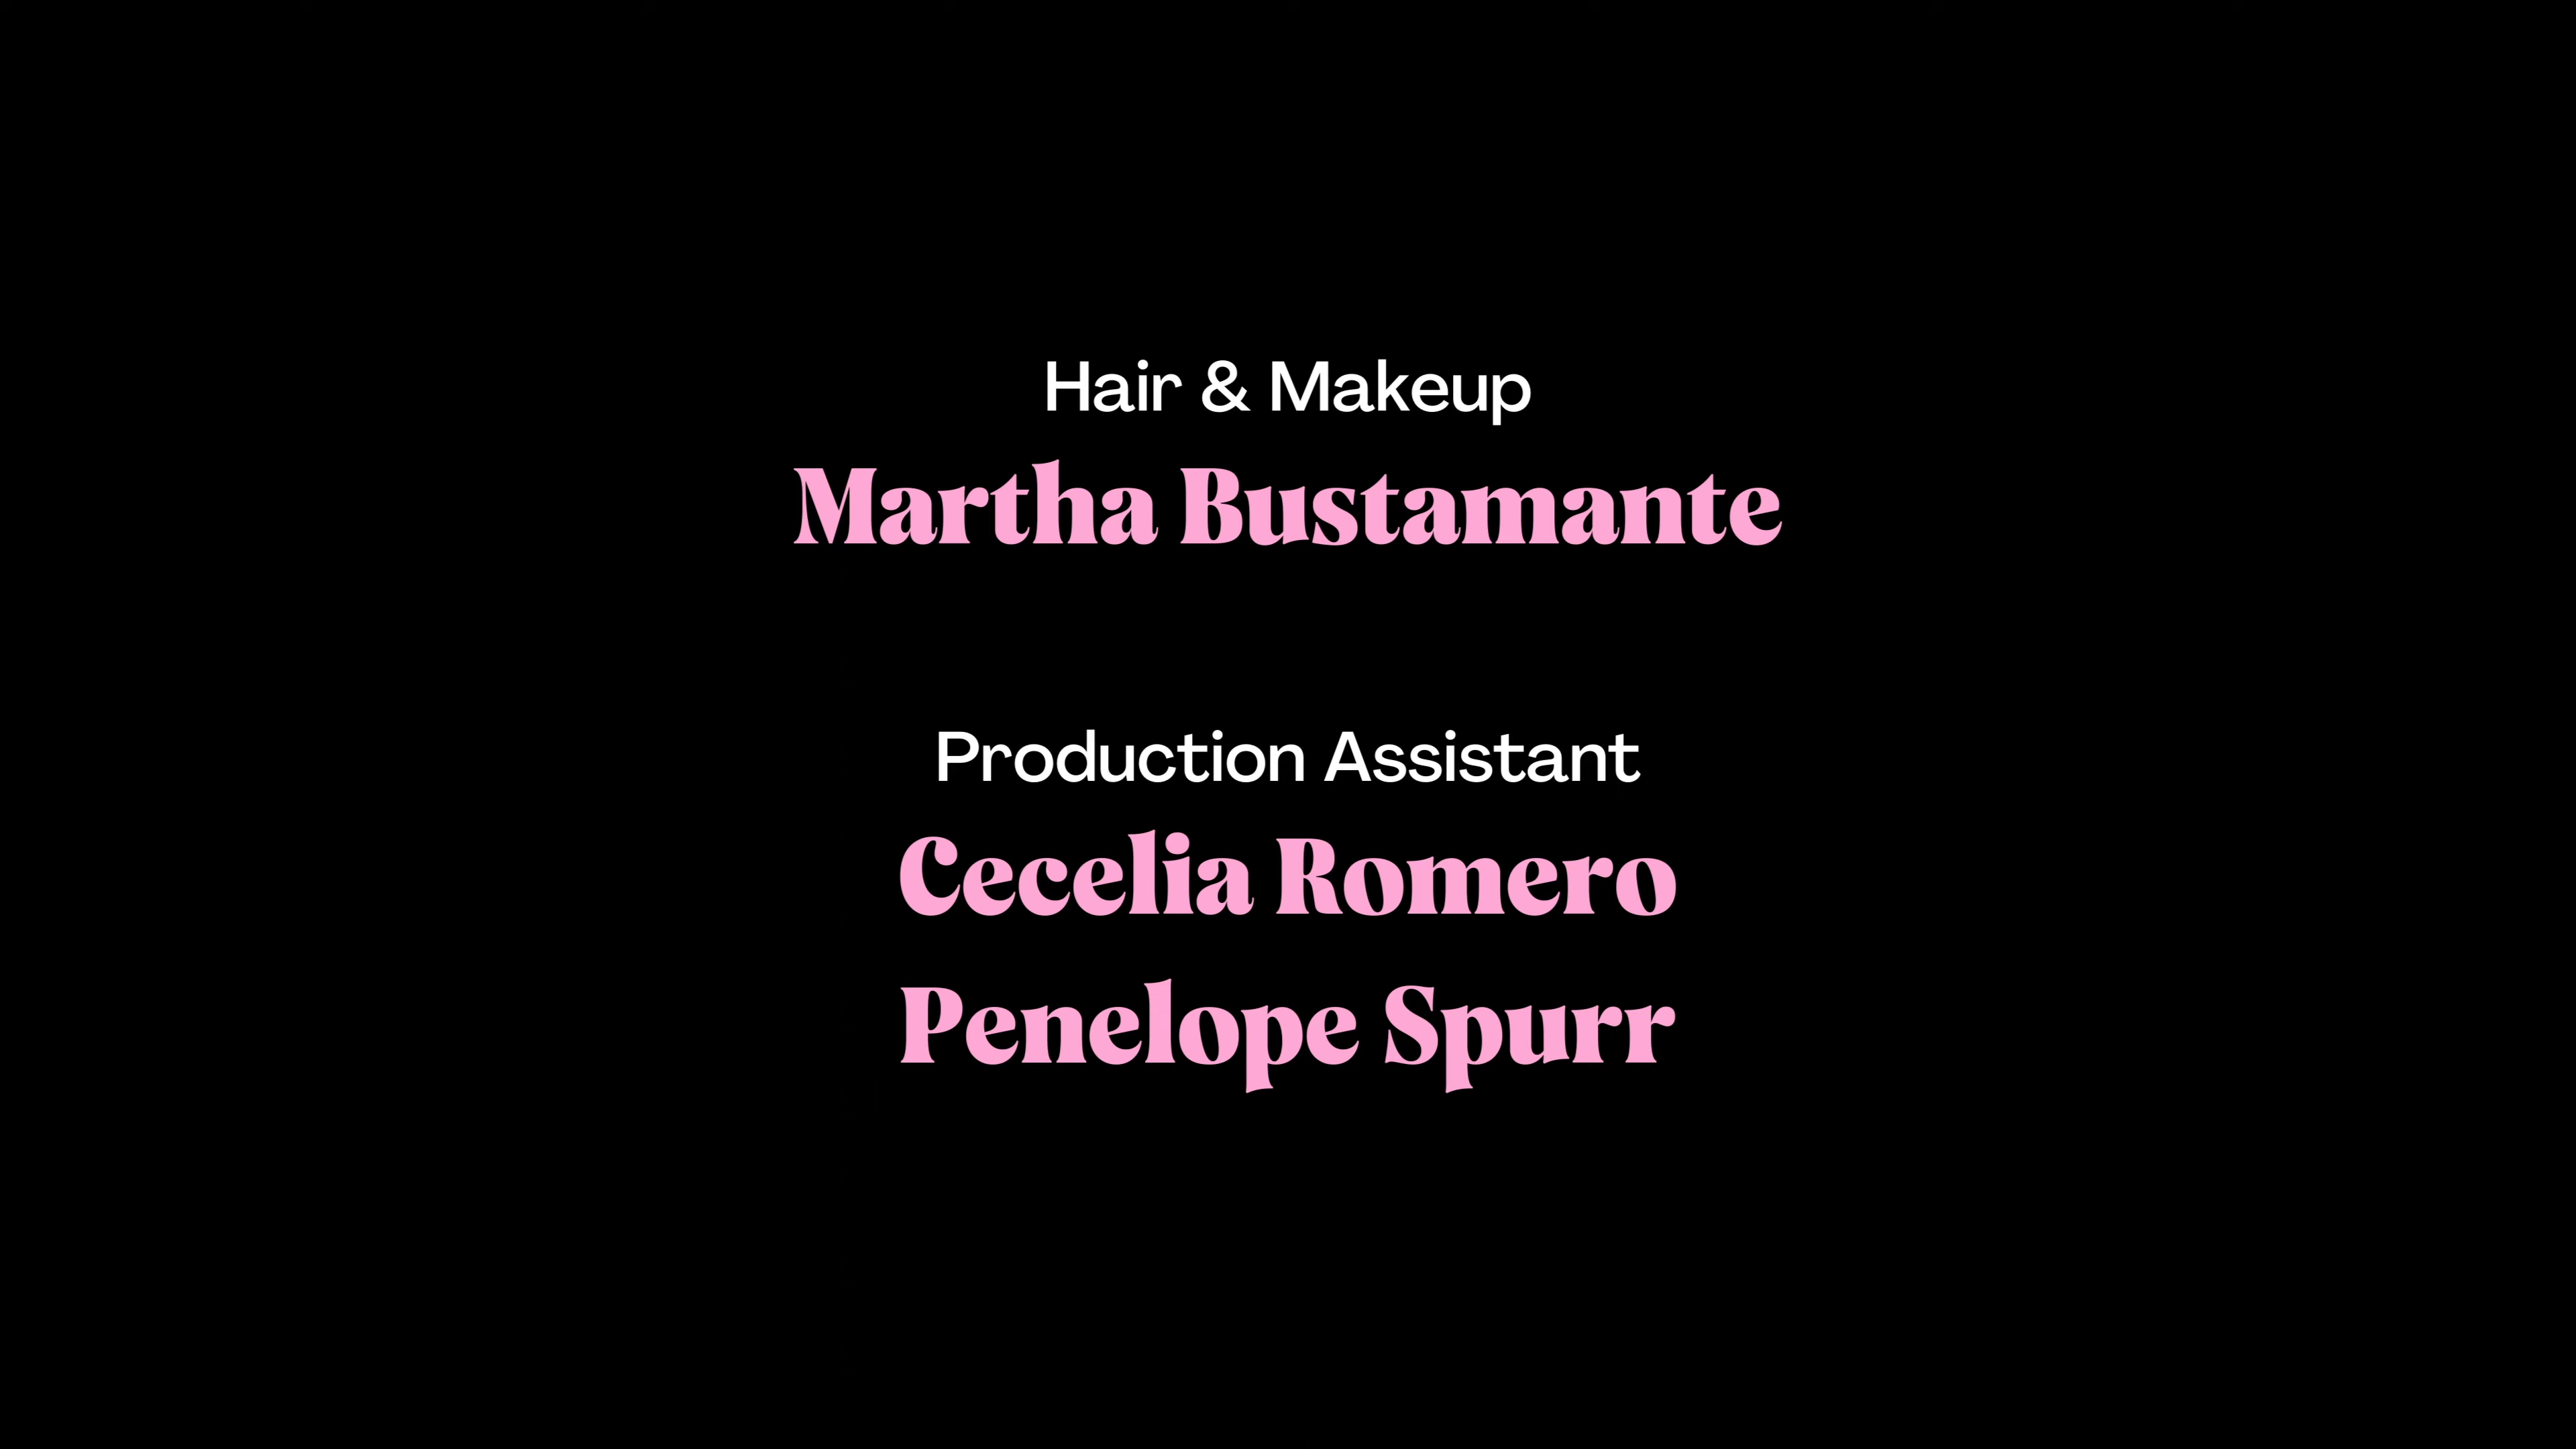 Hair & Makeup
Martha Bustamante
Production Assistant
Cecelia Romero
Penelope Spurr